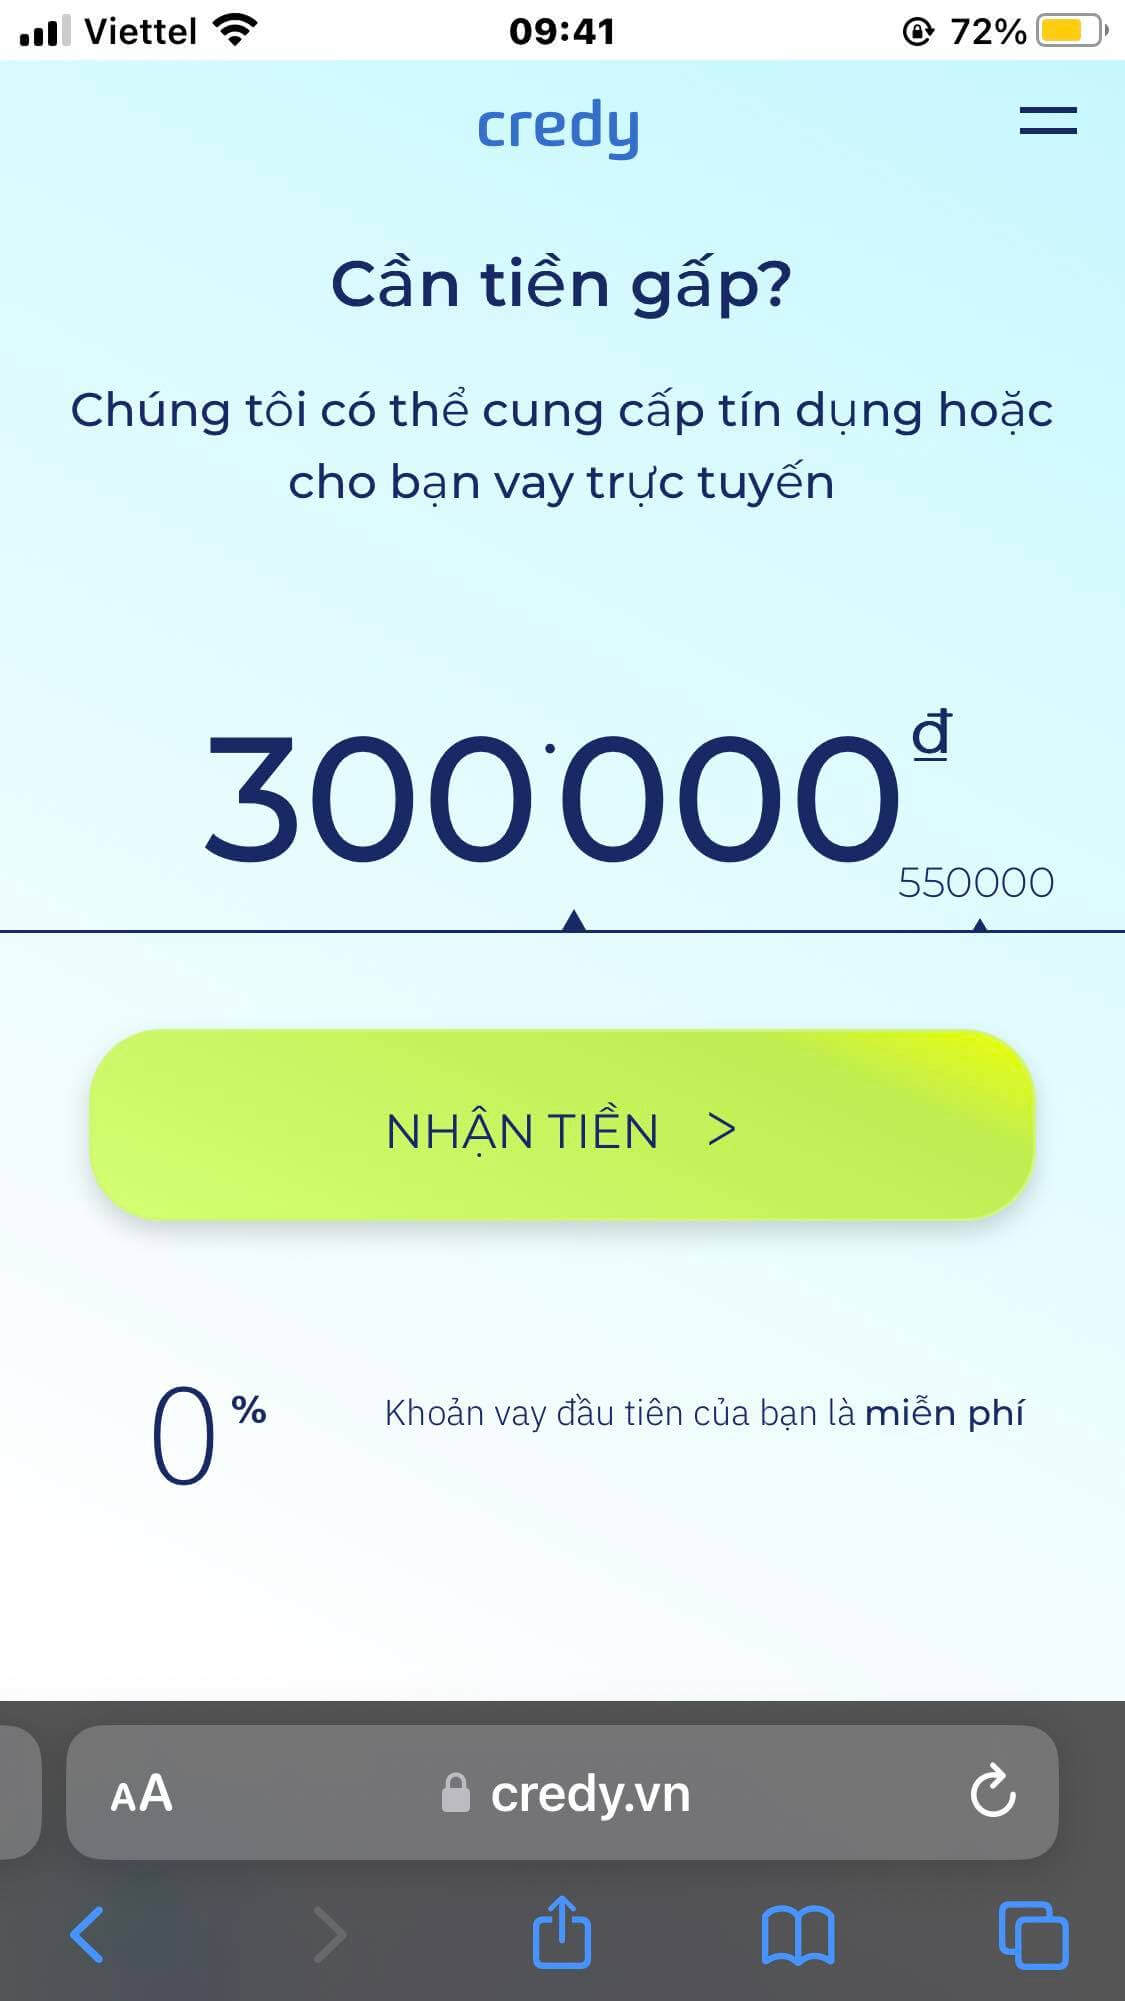 Viettel 09:41 72%
credy
Cần tiền gấp?
Chúng tôi có thể cung cấp tín dụng hoặc
cho bạn vay trực tuyến
300.000 đ
550000
NHẬN TIỀN >
0% Khoản vay đầu tiên của bạn là miễn phí
AA credy.vn